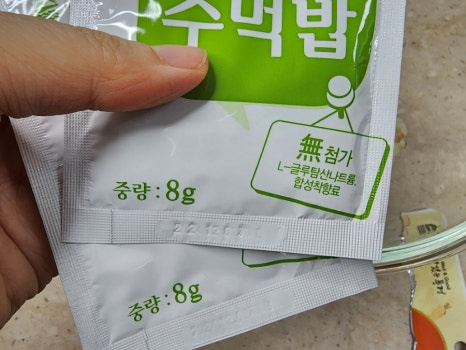 주먹밥
無첨가
L-글루탐산나트륨,
합성착향료
중량 : 8g
중량 : 8g